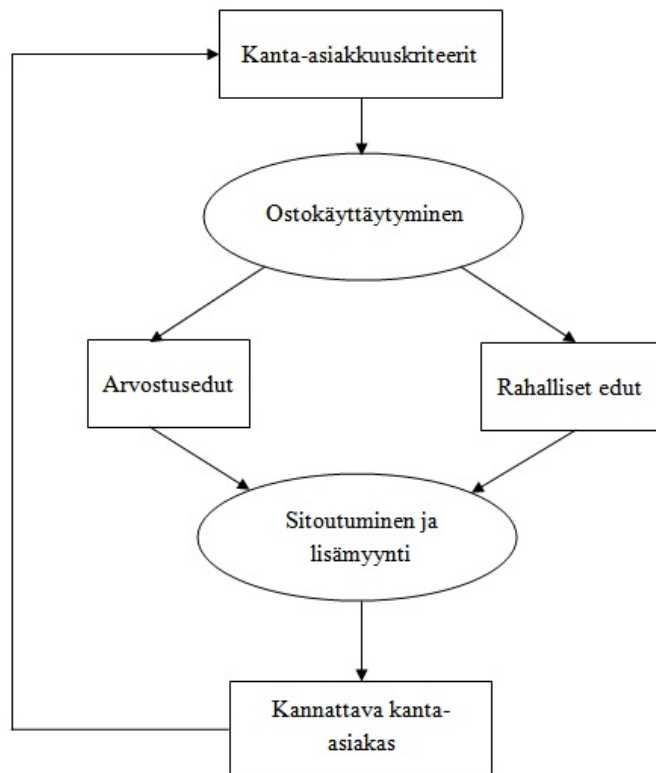 Kanta-asiakkuuskriteerit
Ostokäyttäytyminen
Arvostusedut
Rahalliset edut
Sitoutuminen ja
lisämyynti
Kannattava kanta-
asiakas